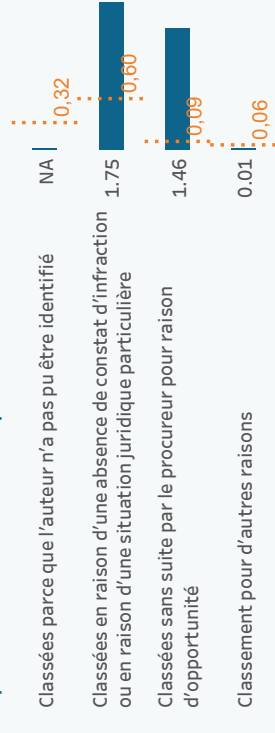 Classées parce que l'auteur n'a pas pu être identifié
NA
0,32
Classées en raison d'une absence de constat d'infraction
ou en raison d'une situation juridique particulière
1.75
0,60
Classées sans suite par le procureur pour raison
d'opportunité
1.46
0,09
Classement pour d'autres raisons
0.01
0,06